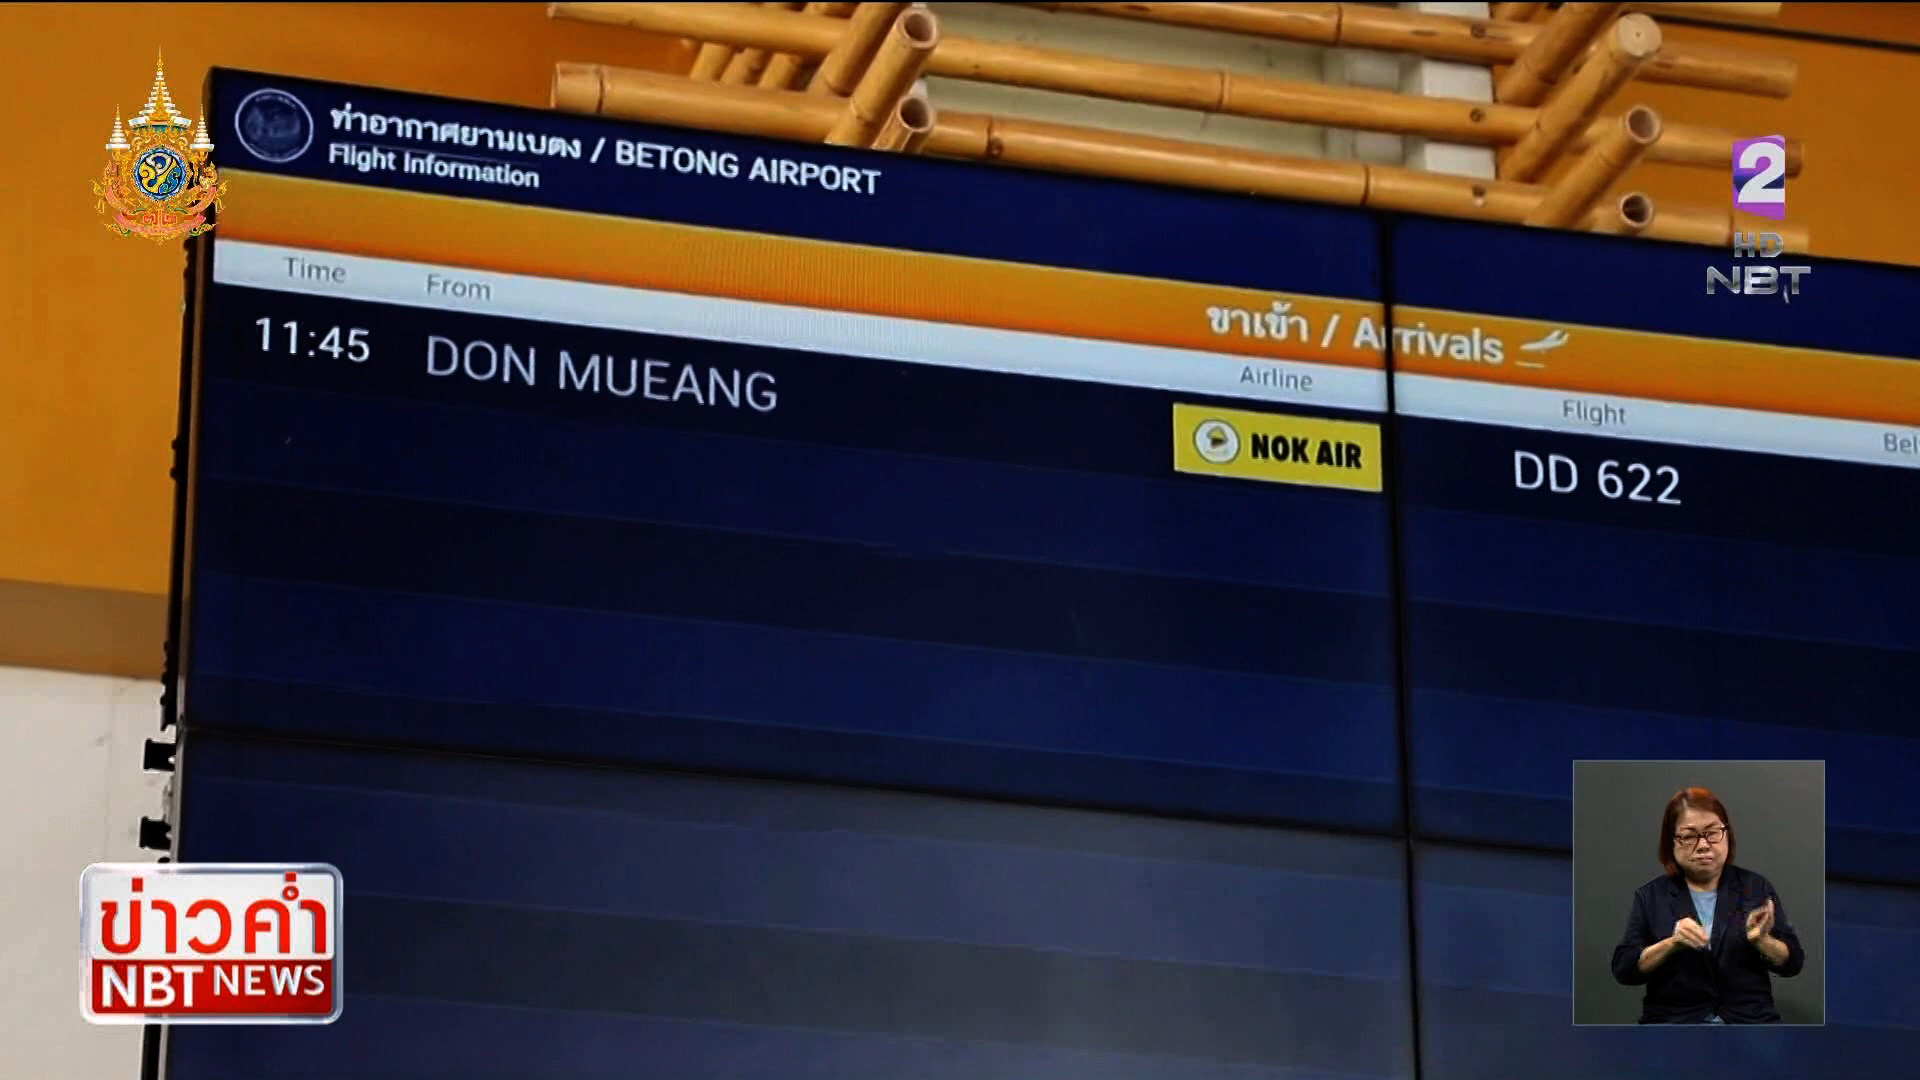 ท่าอากาศยานเบตง / BETONG AIRPORT
Flight Information
2
HD
NBT
ขาเข้า / Arrivals
Time From Airline Flight
11:45 DON MUEANG NOK AIR DD 622
ข่าวค่ำ
NBT NEWS
๗๒